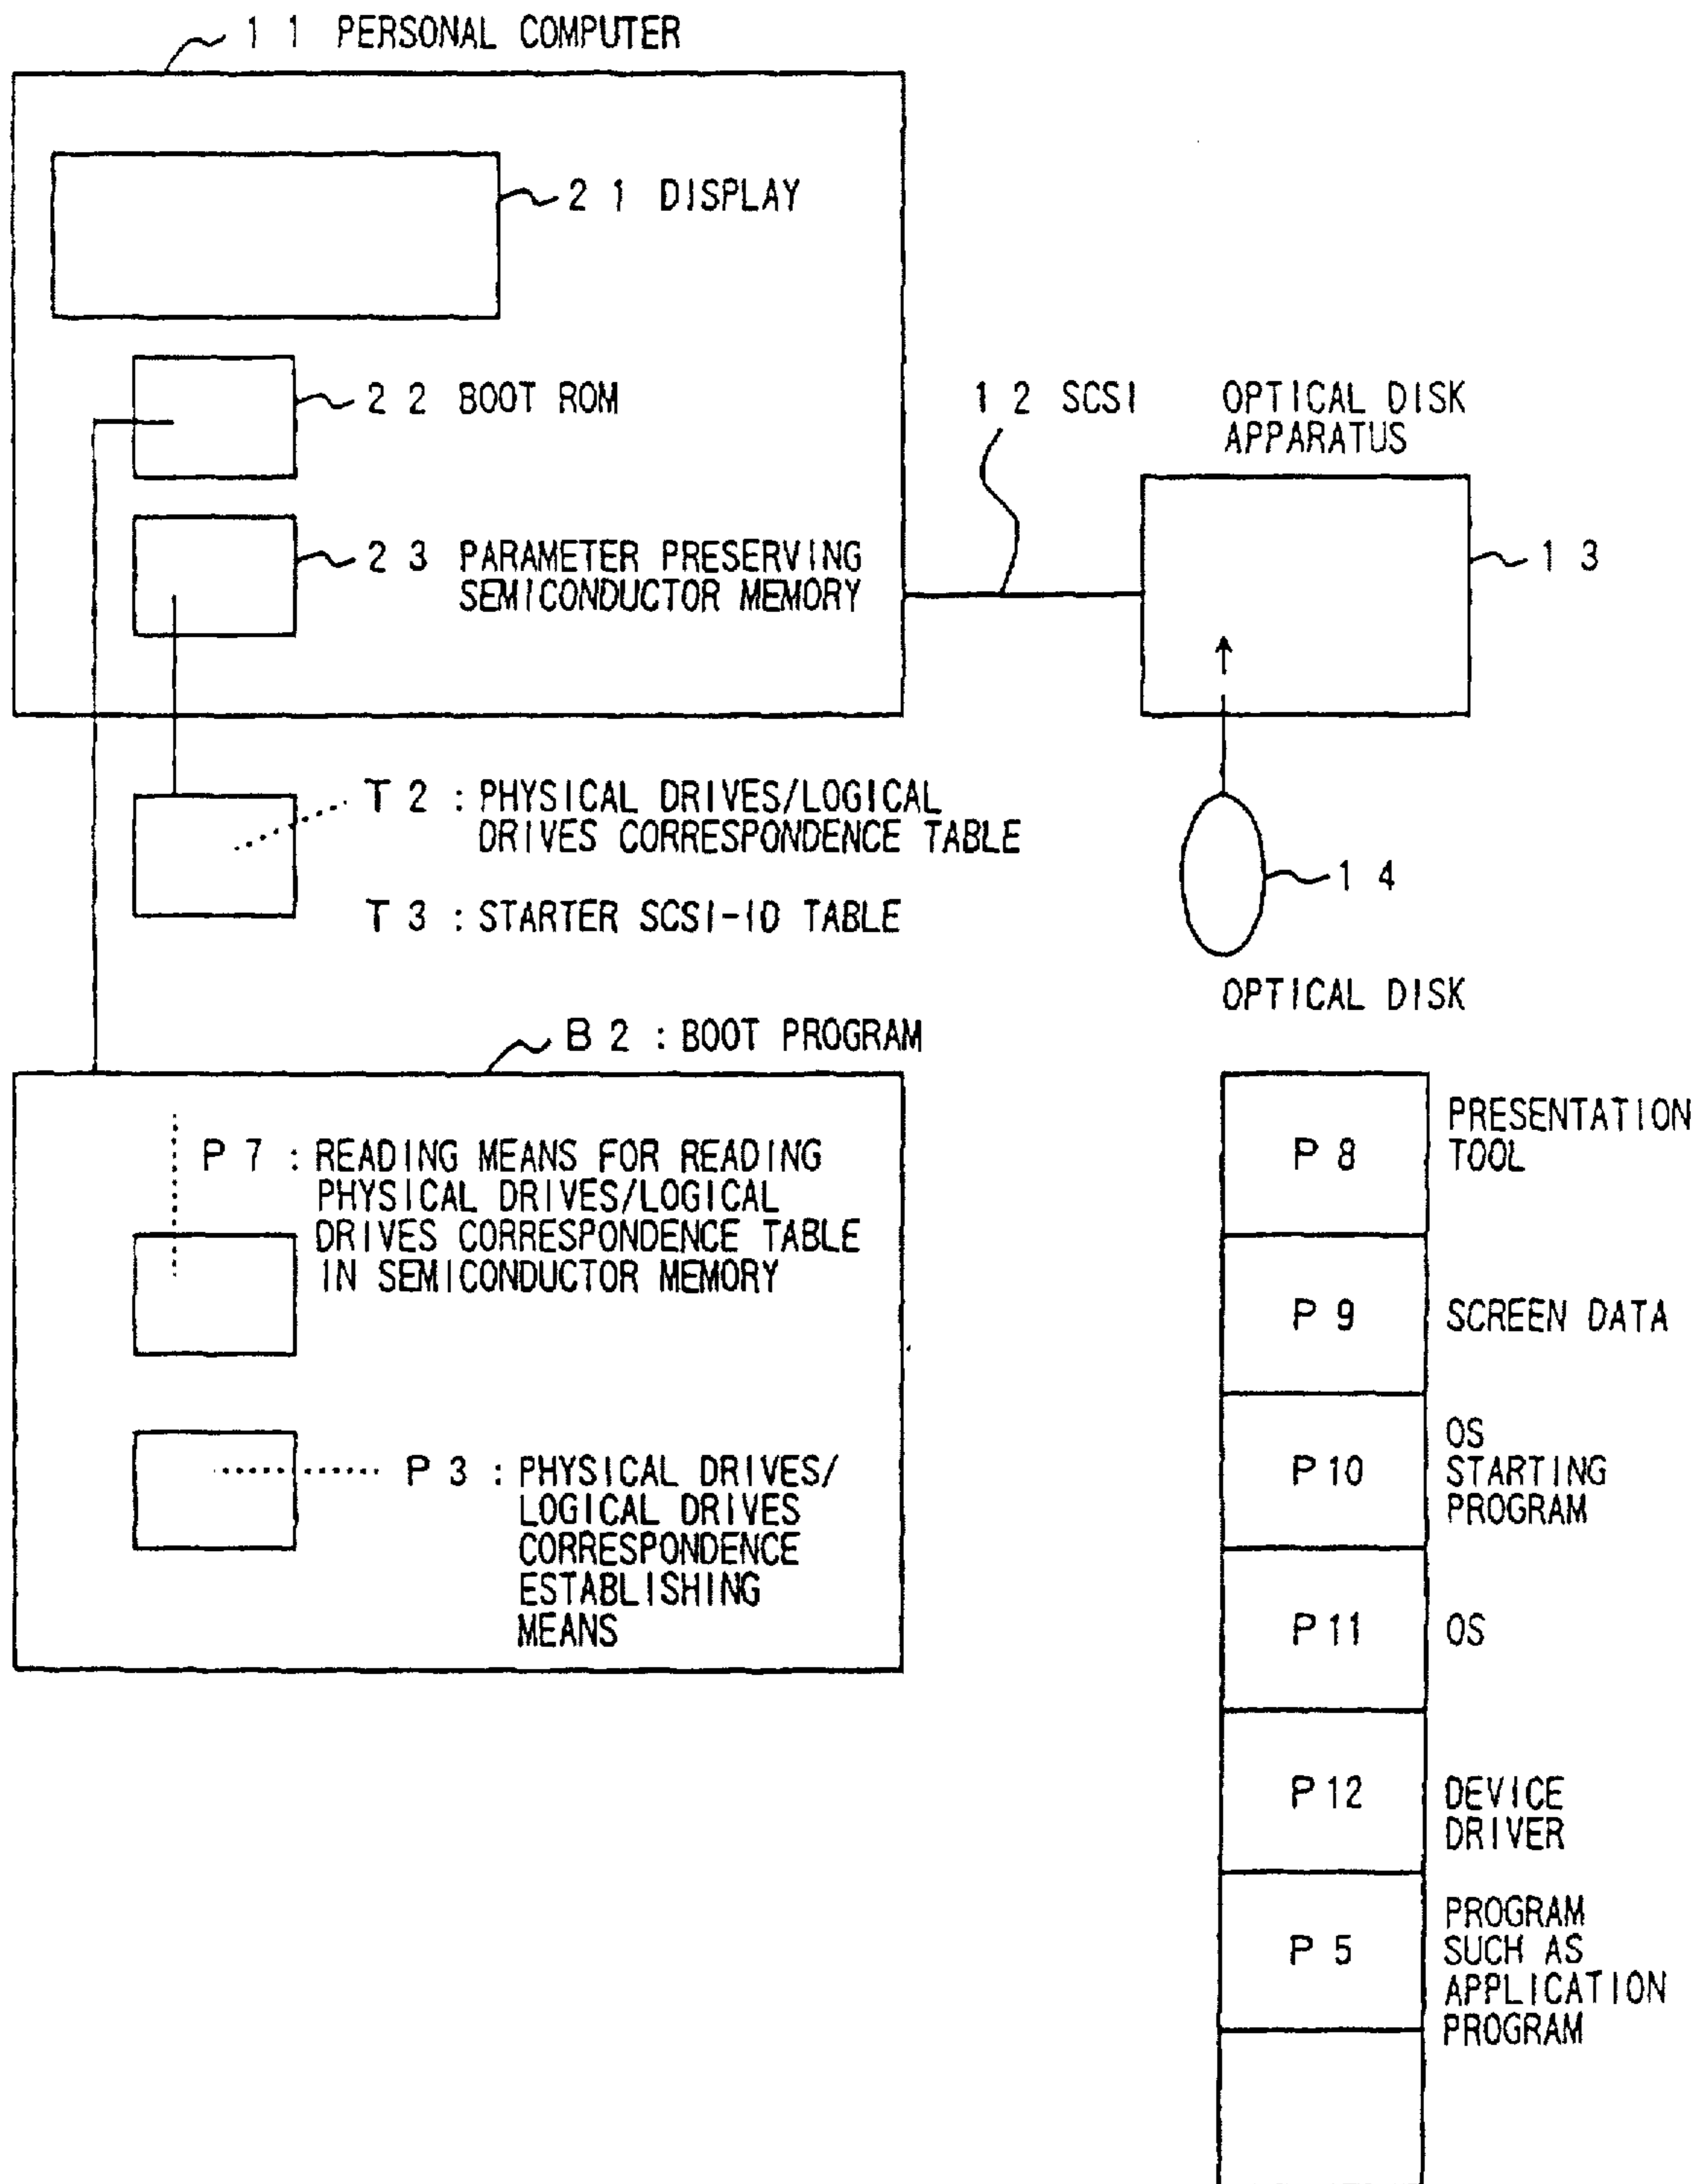 11 PERSONAL COMPUTER
21 DISPLAY
22 BOOT ROM
23 PARAMETER PRESERVING
SEMICONDUCTOR MEMORY
12 SCSI
OPTICAL DISK
APPARATUS
13
T2 : PHYSICAL DRIVES/LOGICAL
DRIVES CORRESPONDENCE TABLE
T3 : STARTER SCSI-ID TABLE
14
OPTICAL DISK
B2 : BOOT PROGRAM
P7 : READING MEANS FOR READING
PHYSICAL DRIVES/LOGICAL
DRIVES CORRESPONDENCE TABLE
IN SEMICONDUCTOR MEMORY
P3 : PHYSICAL DRIVES/
LOGICAL DRIVES
CORRESPONDENCE
ESTABLISHING
MEANS
P8
PRESENTATION
TOOL
P9
SCREEN DATA
P10
OS
STARTING
PROGRAM
P11
OS
P12
DEVICE
DRIVER
P5
PROGRAM
SUCH AS
APPLICATION
PROGRAM